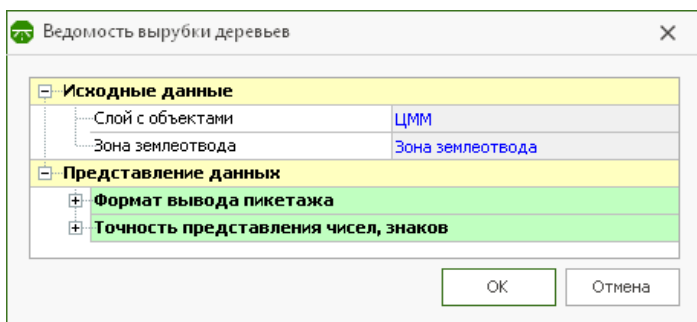 Ведомость вырубки деревьев
Исходные данные
Слой с объектами ЦММ
Зона землеотвода Зона землеотвода
Представление данных
Формат вывода пикетажа
Точность представления чисел, знаков
ОК Отмена